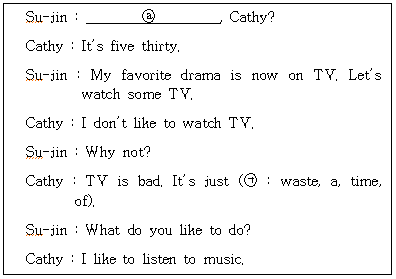 Su-jin : ⓐ, Cathy?
Cathy : It's five thirty.
Su-jin : My favorite drama is now on TV. Let's
watch some TV.
Cathy : I don't like to watch TV.
Su-jin : Why not?
Cathy : TV is bad. It's just (㉠ : waste, a, time,
of).
Su-jin : What do you like to do?
Cathy : I like to listen to music.